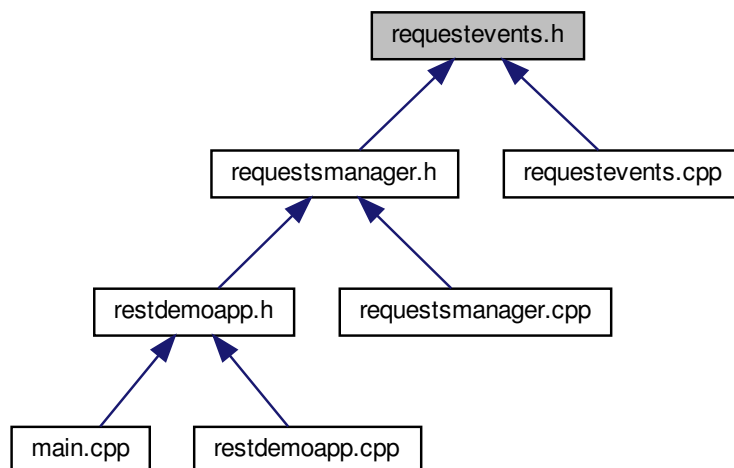 requestevents.h
requestsmanager.h
requestevents.cpp
restdemoapp.h
requestsmanager.cpp
main.cpp
restdemoapp.cpp